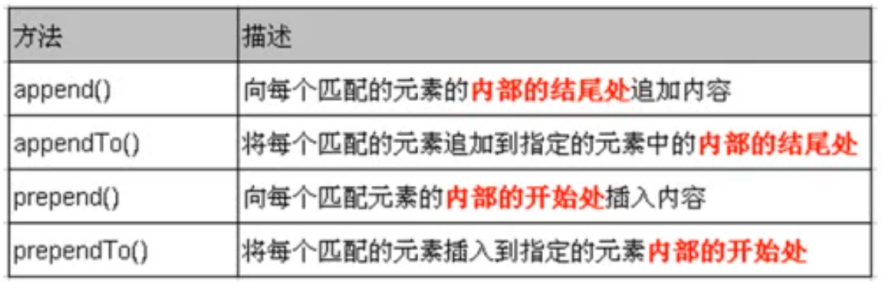 方法 描述
append() 向每个匹配的元素的内部的结尾处追加内容
appendTo() 将每个匹配的元素追加到指定的元素中的内部的结尾处
prepend() 向每个匹配元素的内部的开始处插入内容
prependTo() 将每个匹配的元素插入到指定的元素内部的开始处